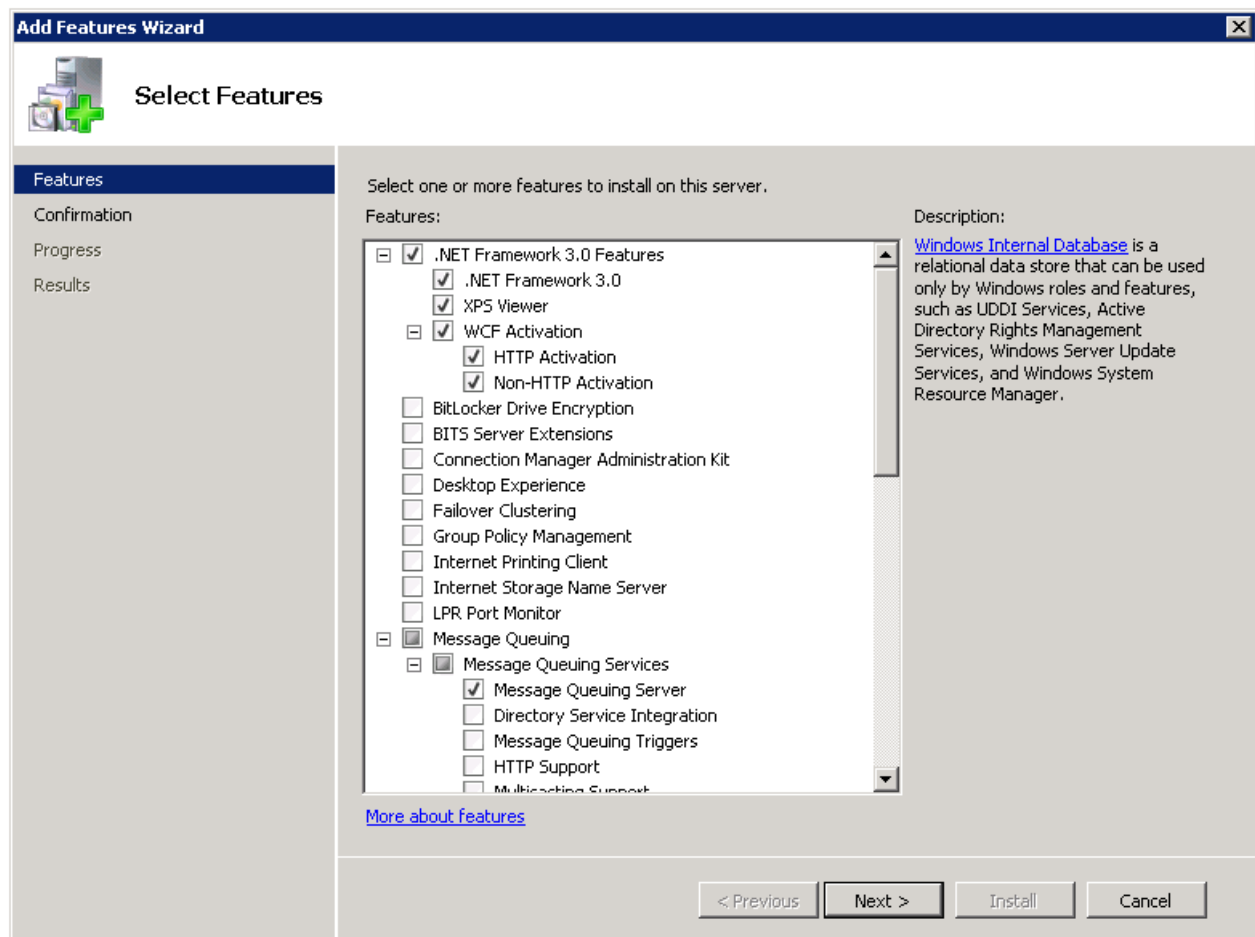 Add Features Wizard
Select Features
Features
Confirmation
Progress
Results
Select one or more features to install on this server.
Features:
.NET Framework 3.0 Features
.NET Framework 3.0
XPS Viewer
WCF Activation
HTTP Activation
Non-HTTP Activation
BitLocker Drive Encryption
BITS Server Extensions
Connection Manager Administration Kit
Desktop Experience
Failover Clustering
Group Policy Management
Internet Printing Client
Internet Storage Name Server
LPR Port Monitor
Message Queuing
Message Queuing Services
Message Queuing Server
Directory Service Integration
Message Queuing Triggers
HTTP Support
Multicasting Support
More about features
Description:
Windows Internal Database is a
relational data store that can be used
only by Windows roles and features,
such as UDDI Services, Active
Directory Rights Management
Services, Windows Server Update
Services, and Windows System
Resource Manager.
< Previous
Next >
Install
Cancel